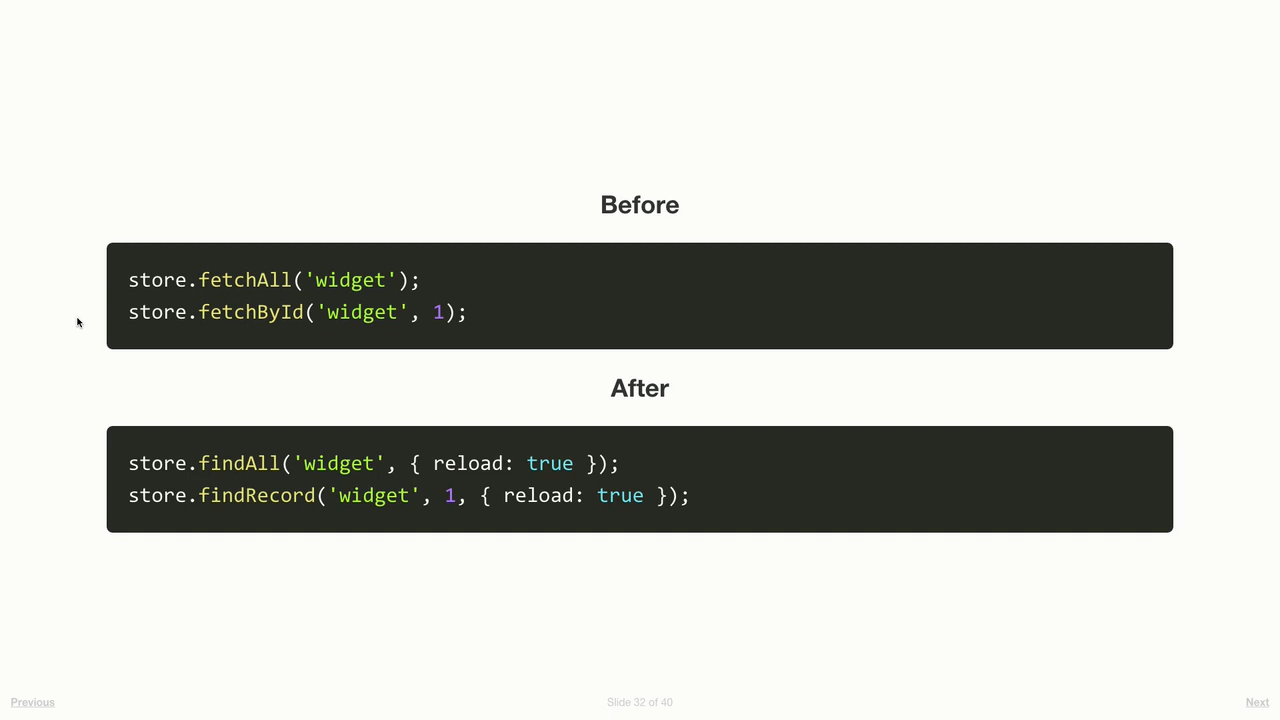 Before
store.fetchAll('widget');
store.fetchById('widget', 1);
After
store.findAll('widget', { reload: true });
store.findRecord('widget', 1, { reload: true });
Previous
Slide 32 of 40
Next